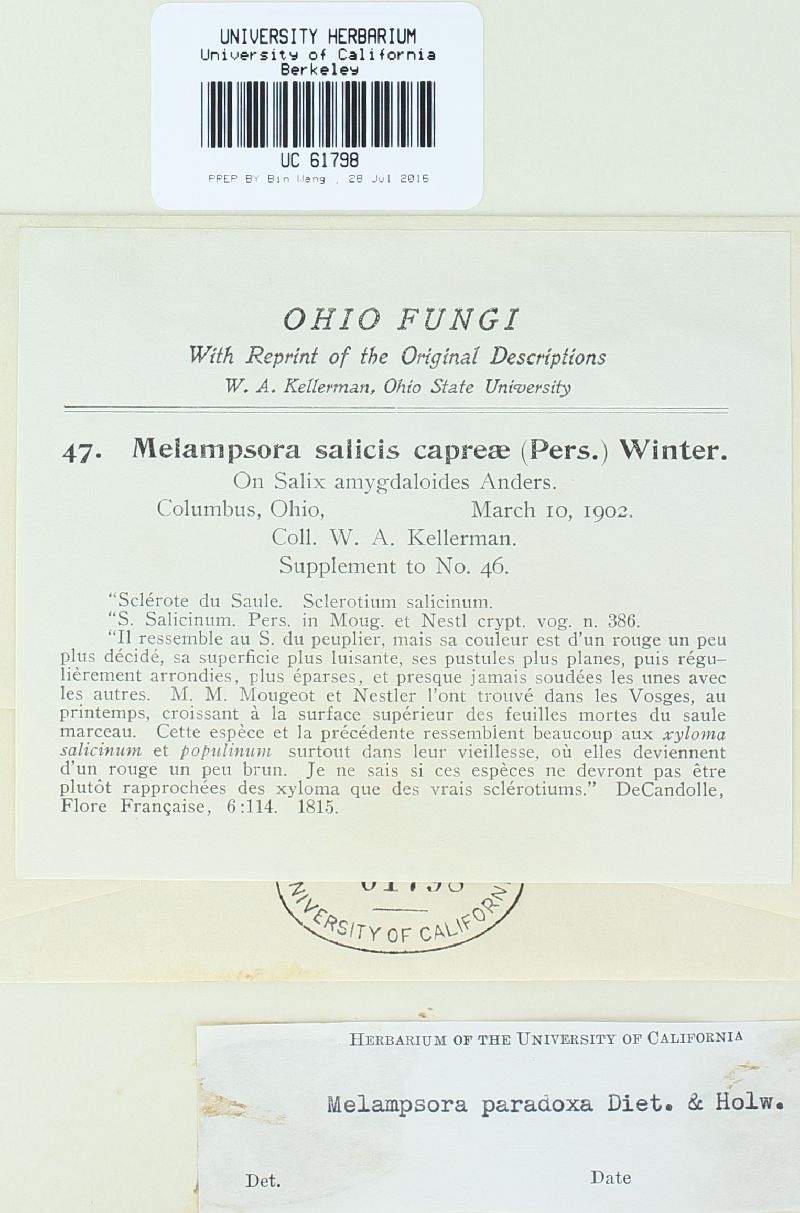 UNIVERSITY HERBARIUM
University of California
Berkeley
UC 61798
PREP BY Bin Wang , 28 Jul 2016
OHIO FUNGI
With Reprint of the Original Descriptions
W. A. Kellerman, Ohio State University
47. Melampsora salicis capreæ (Pers.) Winter.
On Salix amygdaloides Anders.
Columbus, Ohio, March 10, 1902.
Coll. W. A. Kellerman.
Supplement to No. 46.
“Sclérote du Saule. Sclerotium salicinum.
“S. Salicinum. Pers. in Moug. et Nestl crypt. vog. n. 386.
“Il ressemble au S. du peuplier, mais sa couleur est d’un rouge un peu
plus décidé, sa superficie plus luisante, ses pustules plus planes, puis régu-
lièrement arrondies, plus éparses, et presque jamais soudées les unes avec
les autres. M. M. Mougeot et Nestler l’ont trouvé dans les Vosges, au
printemps, croissant à la surface supérieur des feuilles mortes du saule
marceau. Cette espèce et la précédente ressemblent beaucoup aux xyloma
salicinum et populinum surtout dans leur vieillesse, où elles deviennent
d’un rouge un peu brun. Je ne sais si ces espèces ne devront pas être
plutôt rapprochées des xyloma que des vrais sclérotiums.” DeCandolle,
Flore Française, 6:114. 1815.
61798
UNIVERSITY OF CALIFORNIA
HERBARIUM OF THE UNIVERSITY OF CALIFORNIA
Melampsora paradoxa Diet. & Holw.
Det. Date